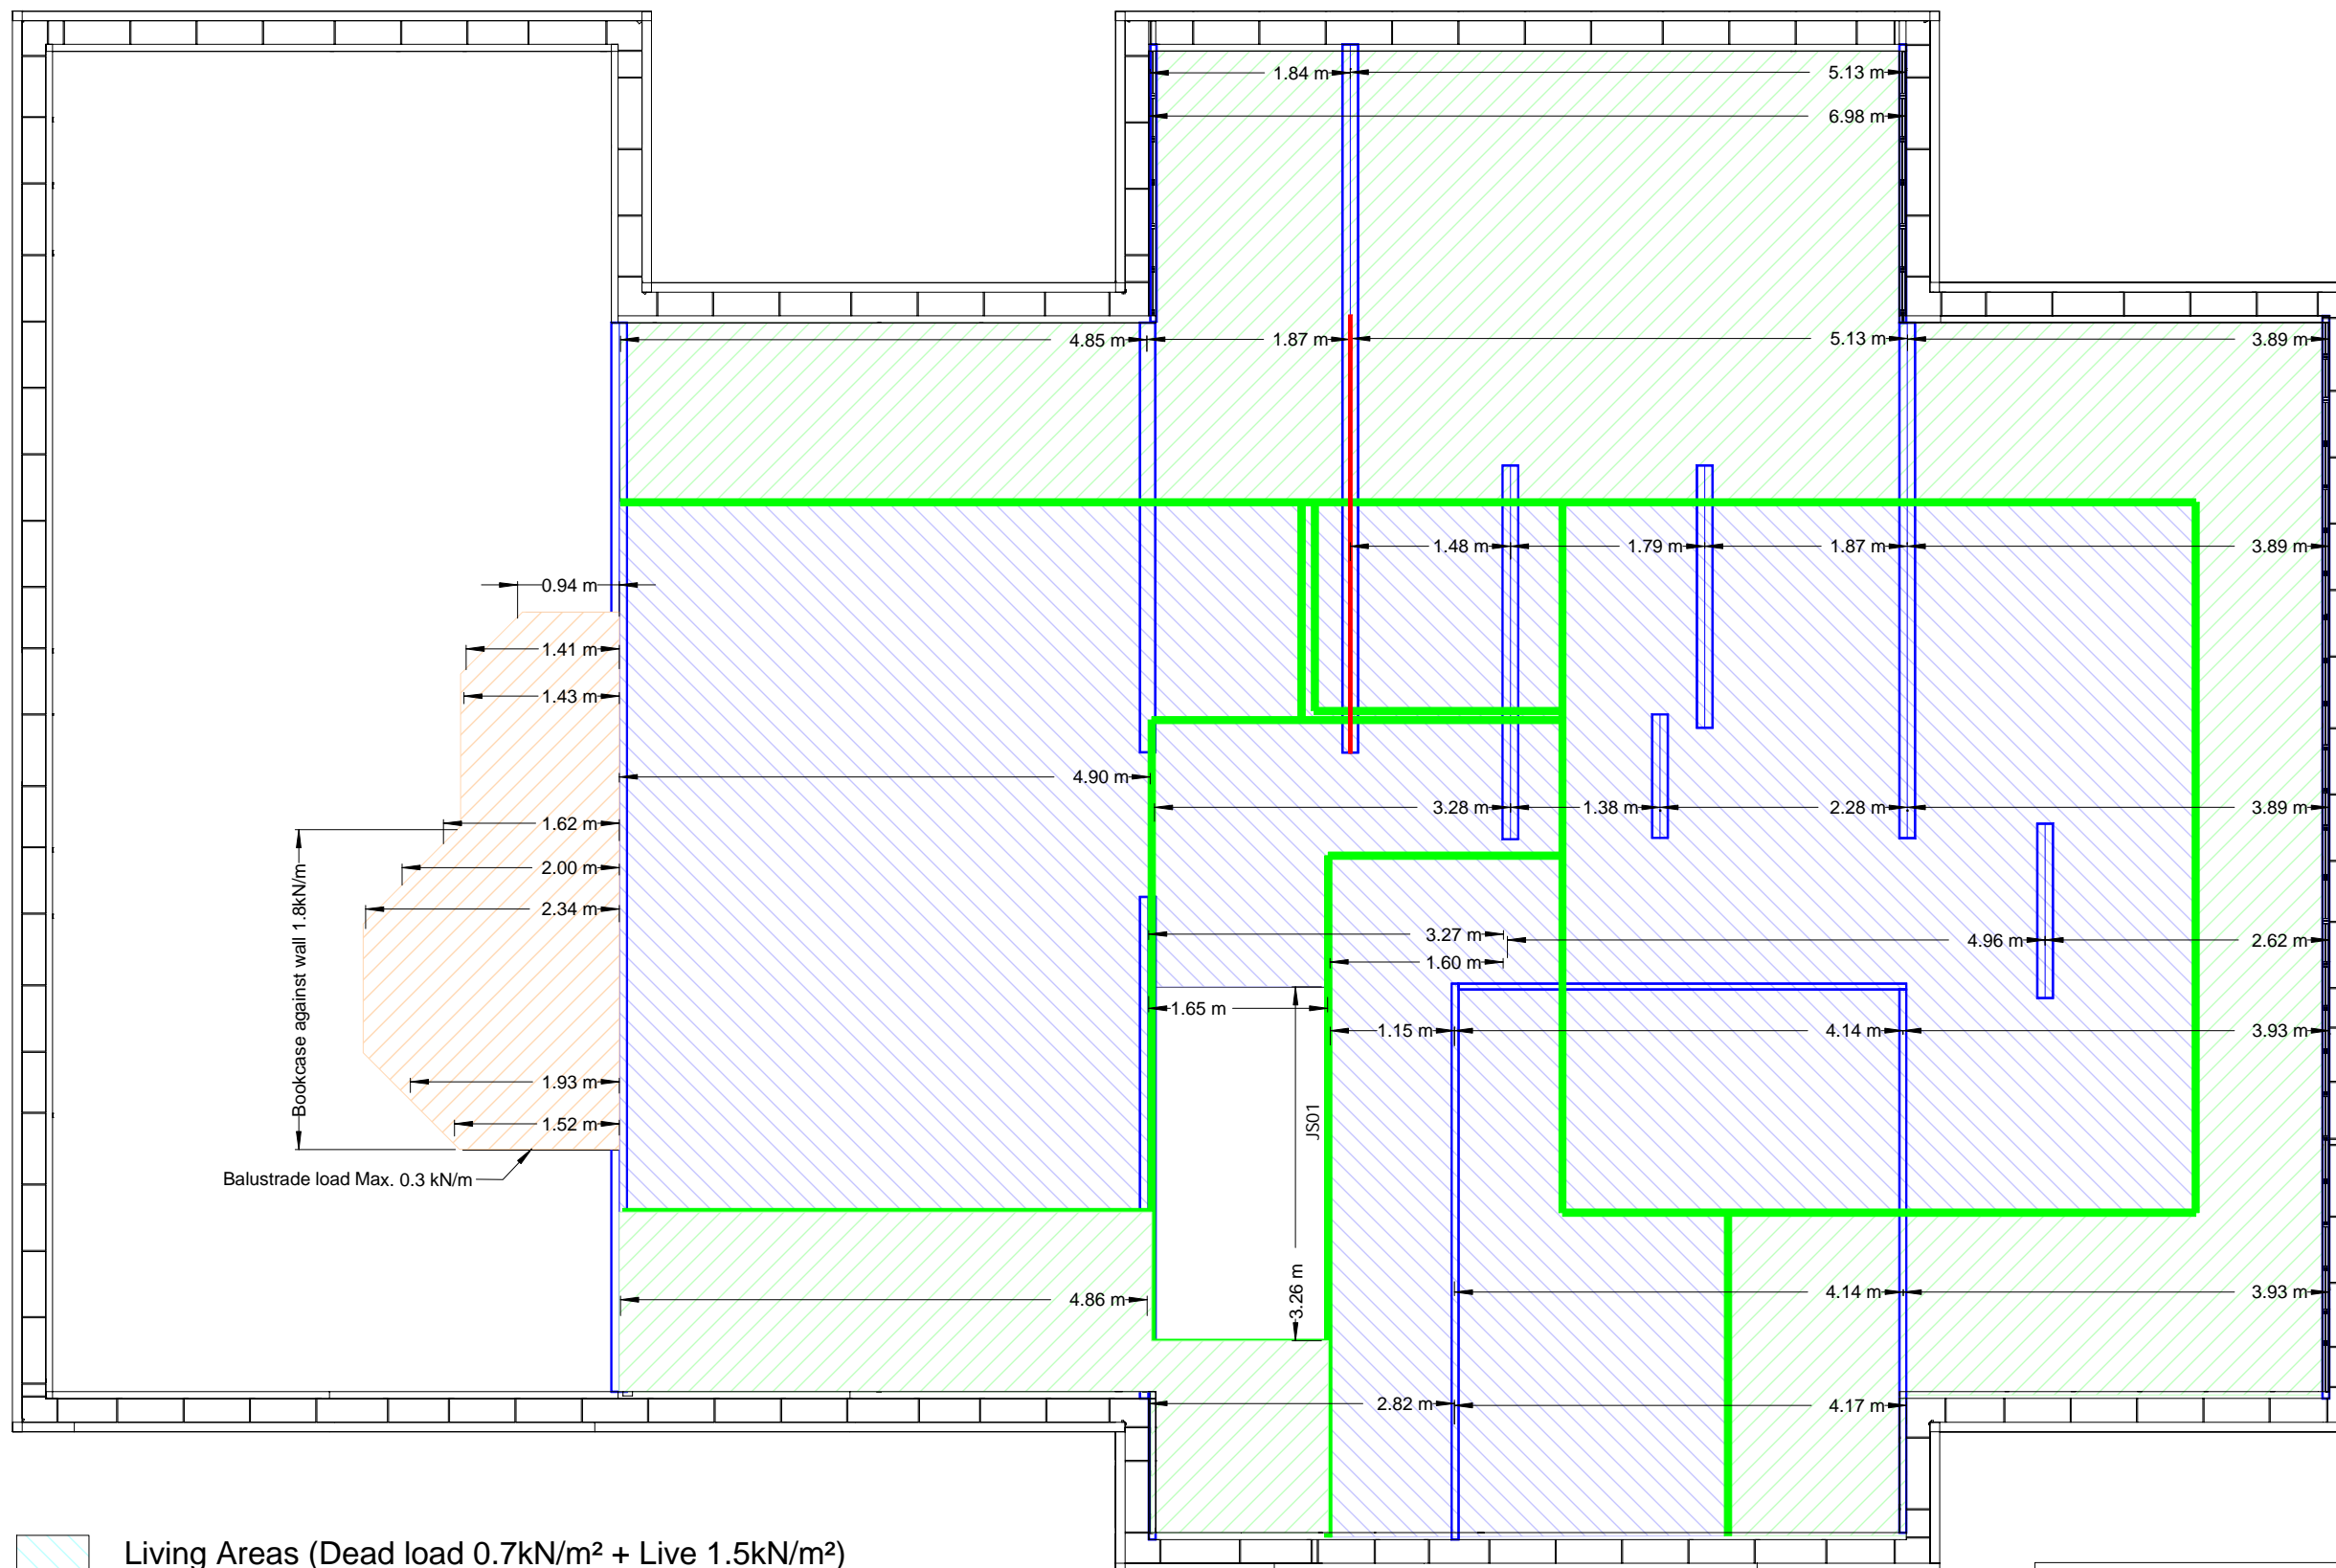 1.84 m
5.13 m
6.98 m
4.85 m
1.87 m
5.13 m
3.89 m
1.48 m
1.79 m
1.87 m
3.89 m
0.94 m
1.41 m
1.43 m
4.90 m
3.28 m
1.38 m
2.28 m
3.89 m
1.62 m
2.00 m
2.34 m
Bookcase against wall 1.8kN/m
3.27 m
4.96 m
2.62 m
1.60 m
1.65 m
1.15 m
4.14 m
3.93 m
1.93 m
1.52 m
JS01
Balustrade load Max. 0.3 kN/m
3.26 m
4.86 m
4.14 m
3.93 m
2.82 m
4.17 m
Living Areas (Dead load 0.7kN/m² + Live 1.5kN/m²)